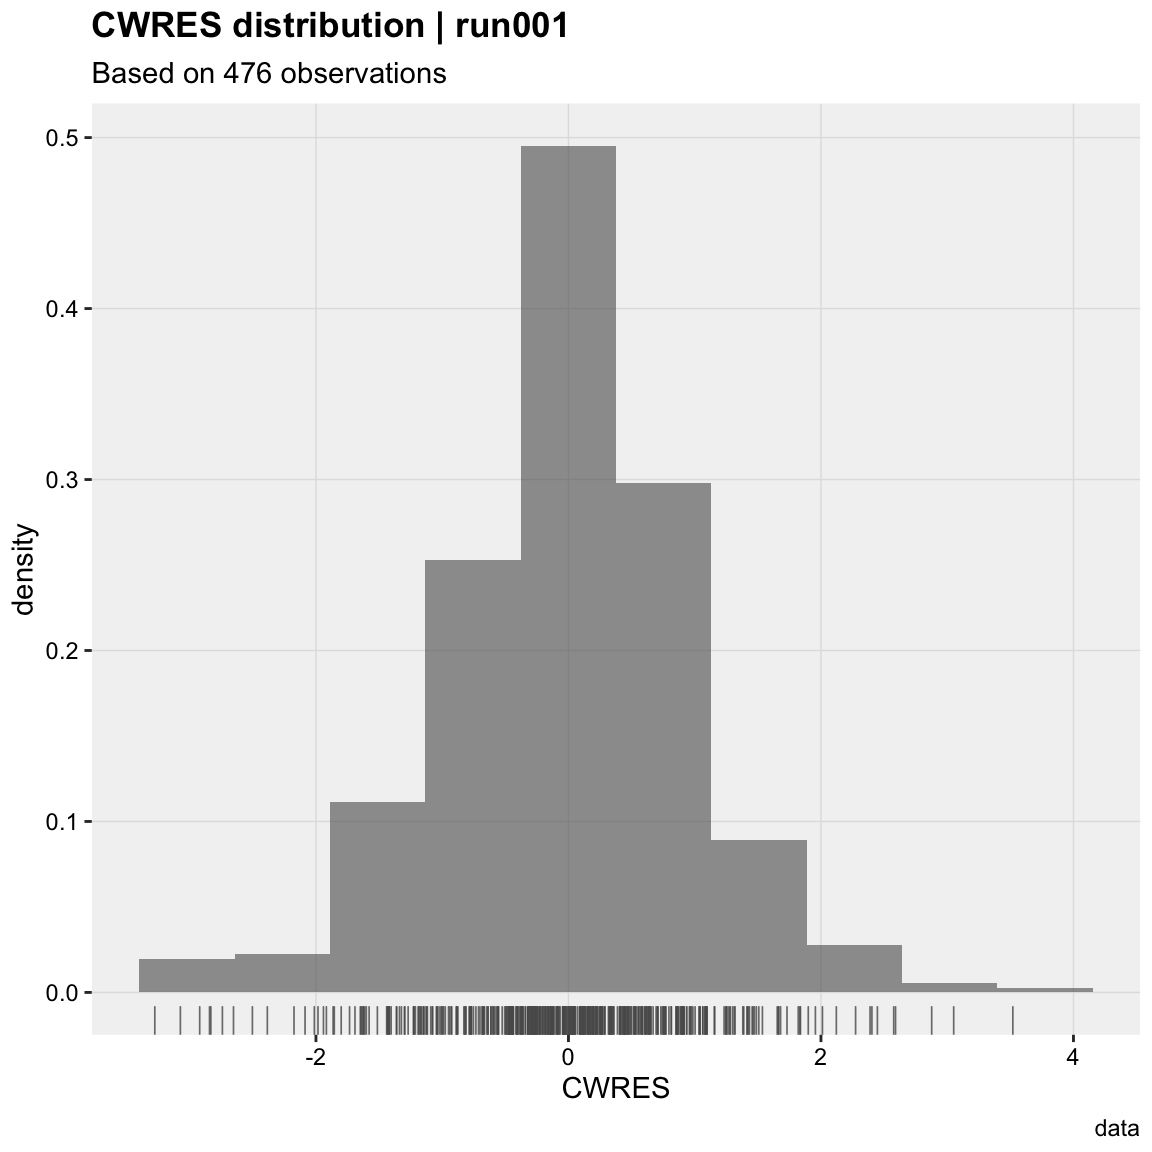 CWRES distribution | run001
Based on 476 observations
0.5
0.4
0.3
0.2
0.1
0.0
density
-2 0 2 4
CWRES
data